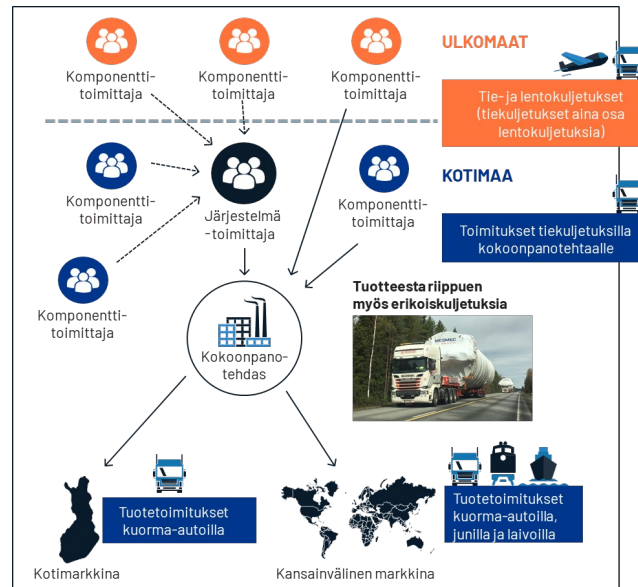 ULKOMAAT
Komponentti-
toimittaja
Komponentti-
toimittaja
Komponentti-
toimittaja
Tie- ja lentokuljetukset
(tiekuljetukset aina osa
lentokuljetuksia)
KOTIMAA
Komponentti-
toimittaja
Järjestelmä
-toimittaja
Komponentti-
toimittaja
Toimitukset tiekuljetuksilla
kokoonpanotehtaalle
Komponentti-
toimittaja
Tuotteesta riippuen
myös erikoiskuljetuksia
Kokoonpano-
tehdas
Tuotetoimitukset
kuorma-autoilla
Tuotetoimitukset
kuorma-autoilla,
junilla ja laivoilla
Kotimarkkina
Kansainvälinen markkina